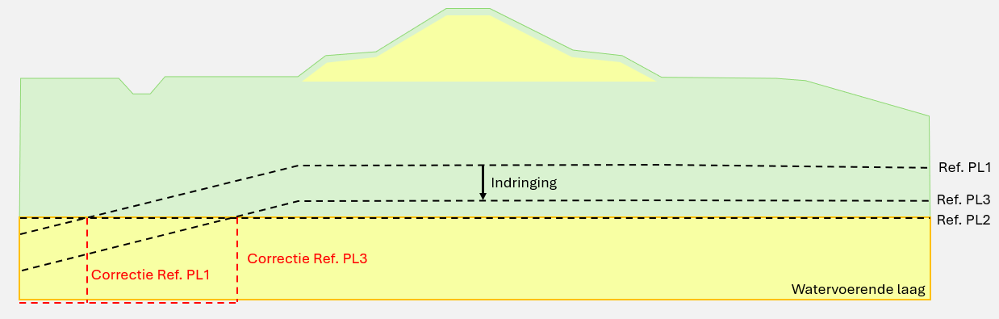 Ref. PL1
Indringing
Ref. PL3
Ref. PL2
Correctie Ref. PL3
Correctie Ref. PL1
Watervoerende laag